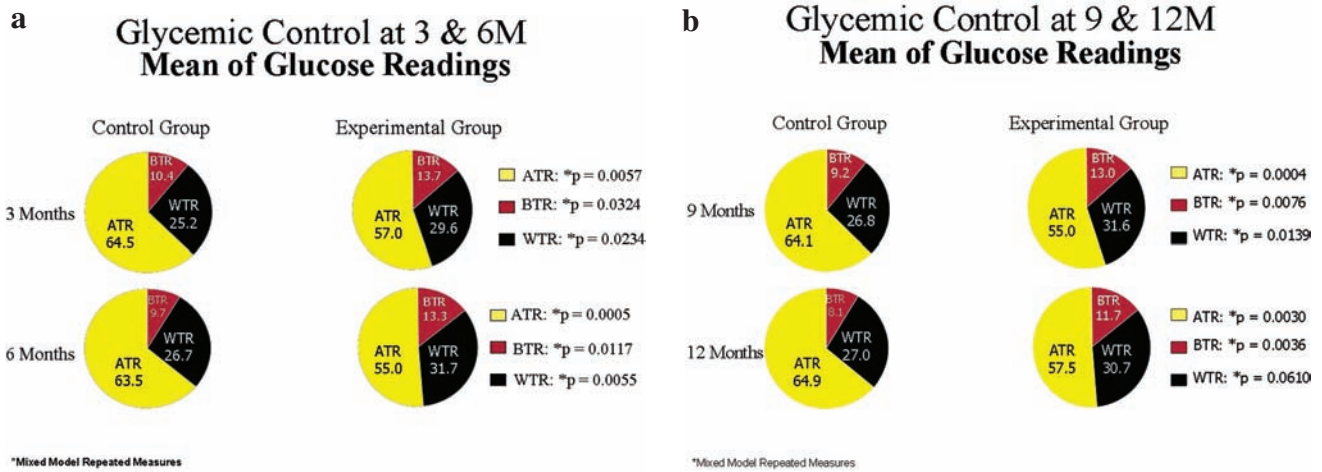 a
Glycemic Control at 3 & 6M
Mean of Glucose Readings
Control Group
Experimental Group
3 Months
BTR
10.4
WTR
25.2
ATR
64.5
BTR
13.7
WTR
29.6
ATR
57.0
ATR: *p = 0.0057
BTR: *p = 0.0324
WTR: *p = 0.0234
6 Months
BTR
9.7
WTR
26.7
ATR
63.5
BTR
13.3
WTR
31.7
ATR
55.0
ATR: *p = 0.0005
BTR: *p = 0.0117
WTR: *p = 0.0055
*Mixed Model Repeated Measures
b
Glycemic Control at 9 & 12M
Mean of Glucose Readings
Control Group
Experimental Group
9 Months
BTR
9.2
WTR
26.8
ATR
64.1
BTR
13.0
WTR
31.6
ATR
55.0
ATR: *p = 0.0004
BTR: *p = 0.0076
WTR: *p = 0.0139
12 Months
BTR
8.1
WTR
27.0
ATR
64.9
BTR
11.7
WTR
30.7
ATR
57.5
ATR: *p = 0.0030
BTR: *p = 0.0036
WTR: *p = 0.0610
*Mixed Model Repeated Measures